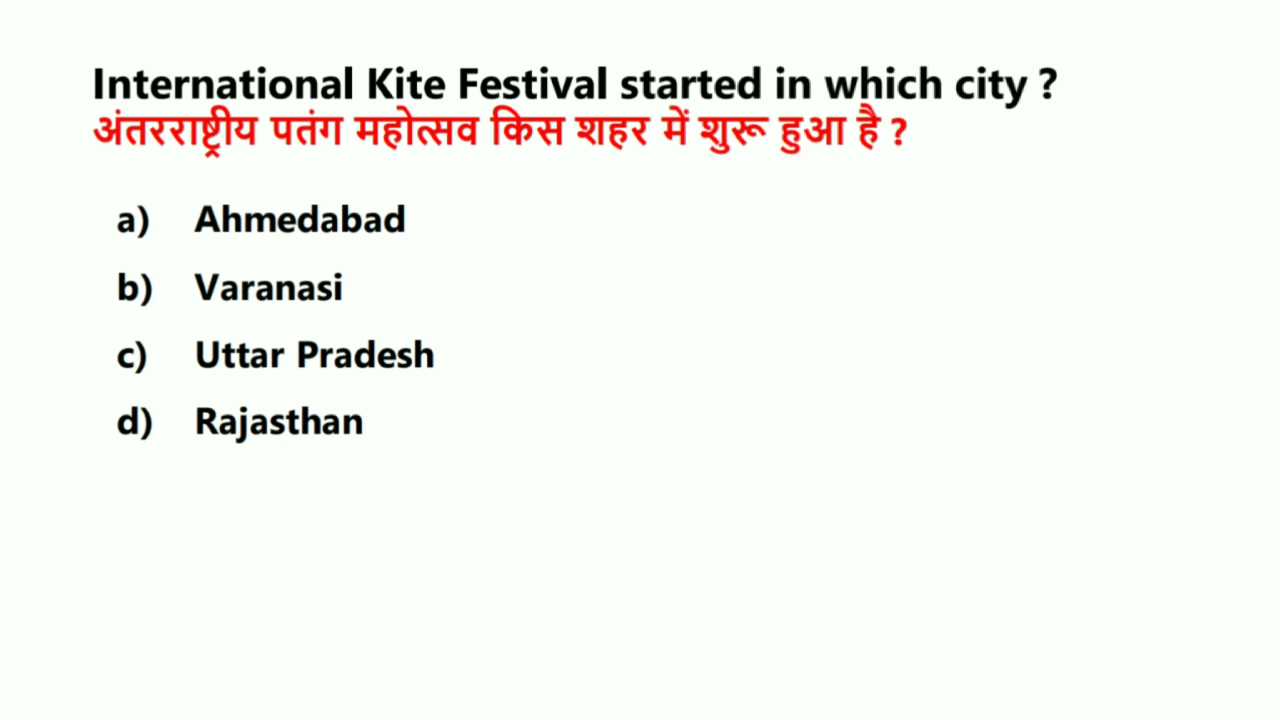 International Kite Festival started in which city ?
अंतरराष्ट्रीय पतंग महोत्सव किस शहर में शुरू हुआ है ?
a) Ahmedabad
b) Varanasi
c) Uttar Pradesh
d) Rajasthan